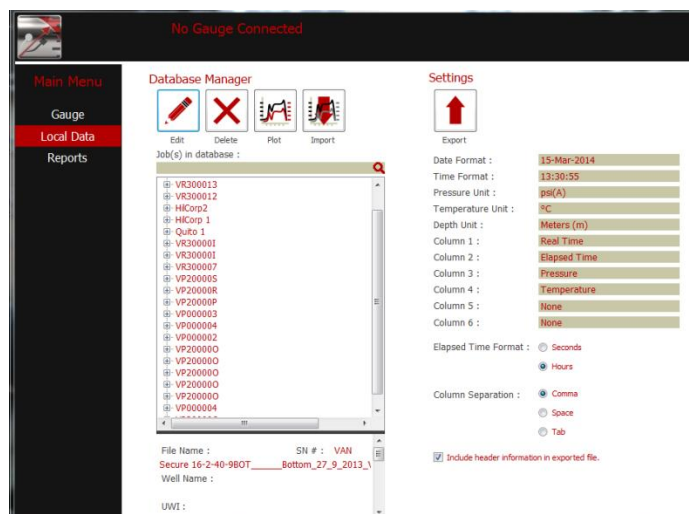 No Gauge Connected
Main Menu
Gauge
Local Data
Reports
Database Manager
Edit Delete Plot Import
Job(s) in database :
VR300013
VR300012
HilCorp2
HilCorp 1
Quito 1
VR30000I
VR30000I
VR300007
VP20000S
VP20000R
VP20000P
VP000003
VP000004
VP000002
VP20000O
VP20000O
VP20000O
VP20000O
VP20000O
VP000004
File Name : SN # : VAN
Secure 16-2-40-9BOT______Bottom_27_9_2013_V
Well Name :
UWI :
Settings
Export
Date Format : 15-Mar-2014
Time Format : 13:30:55
Pressure Unit : psi(A)
Temperature Unit : °C
Depth Unit : Meters (m)
Column 1 : Real Time
Column 2 : Elapsed Time
Column 3 : Pressure
Column 4 : Temperature
Column 5 : None
Column 6 : None
Elapsed Time Format : Seconds
Hours
Column Separation : Comma
Space
Tab
Include header information in exported file.